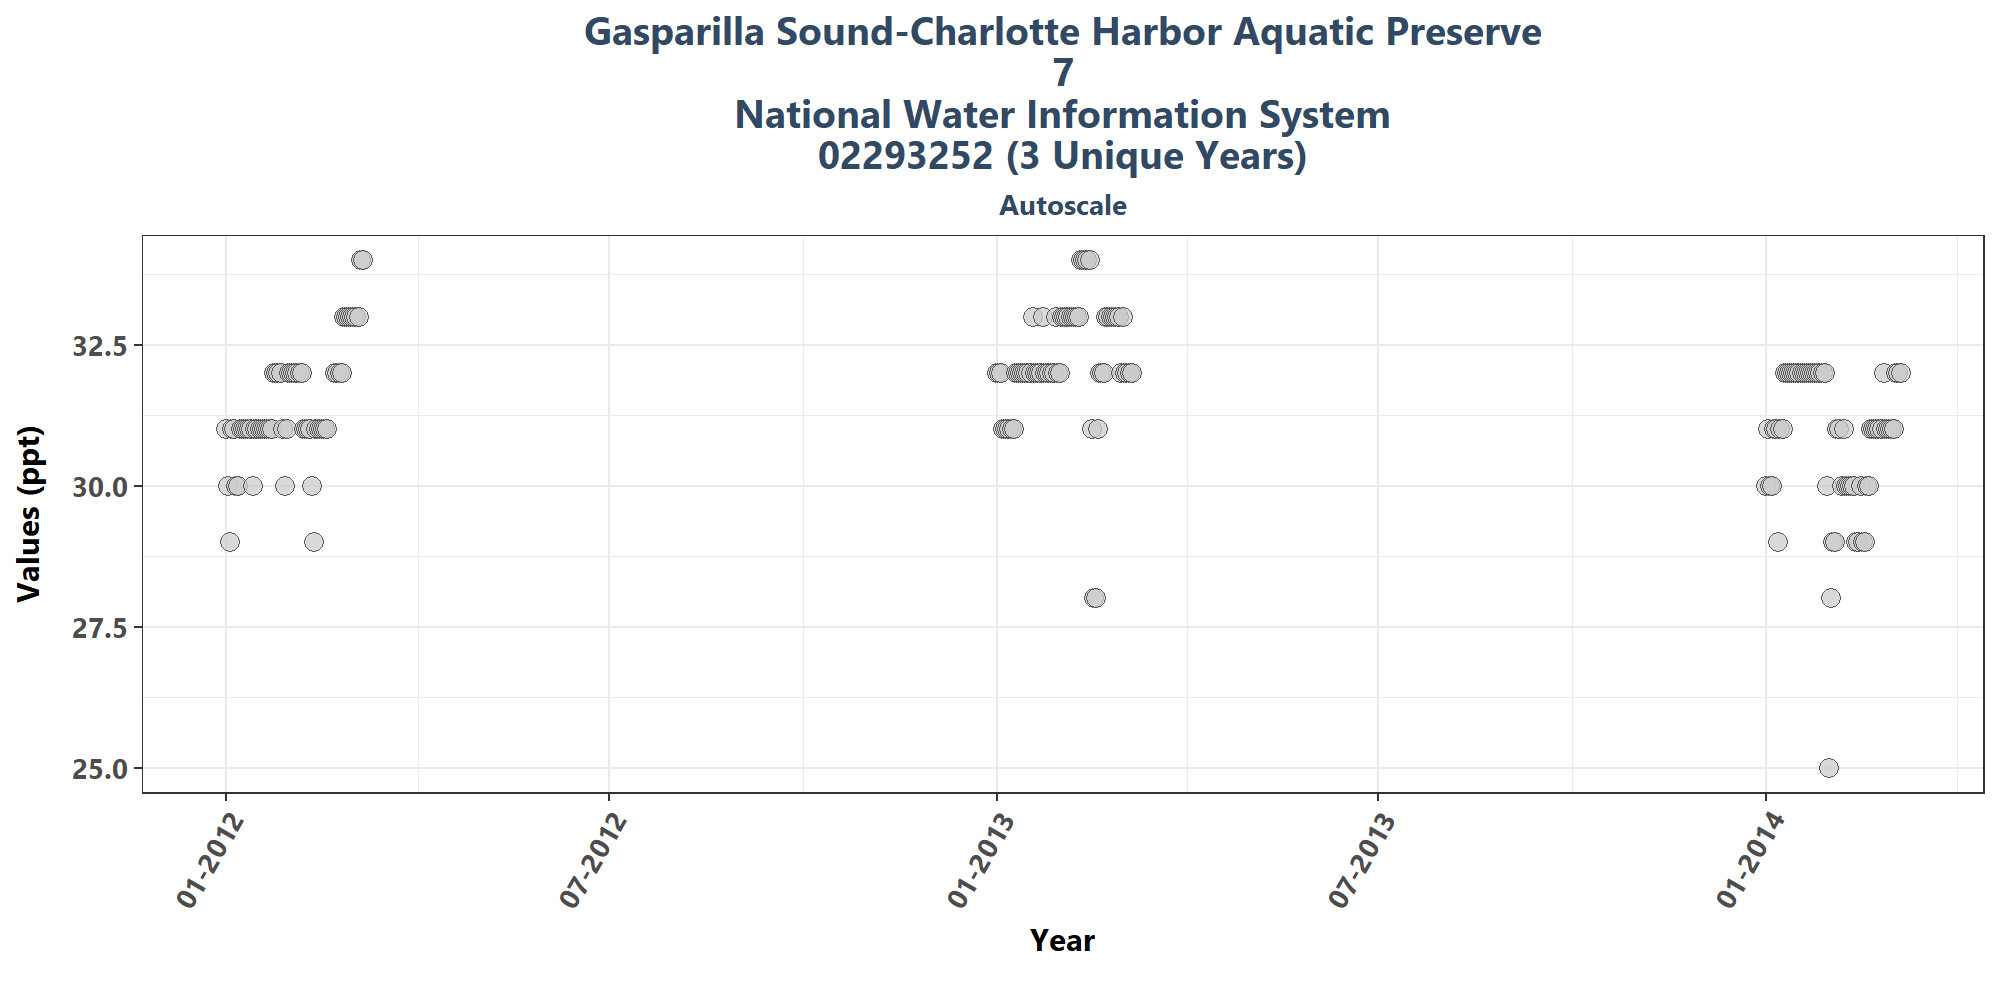 Gasparilla Sound-Charlotte Harbor Aquatic Preserve
7
National Water Information System
02293252 (3 Unique Years)
Autoscale
Values (ppt)
32.5
30.0
27.5
25.0
01-2012
07-2012
01-2013
07-2013
01-2014
Year